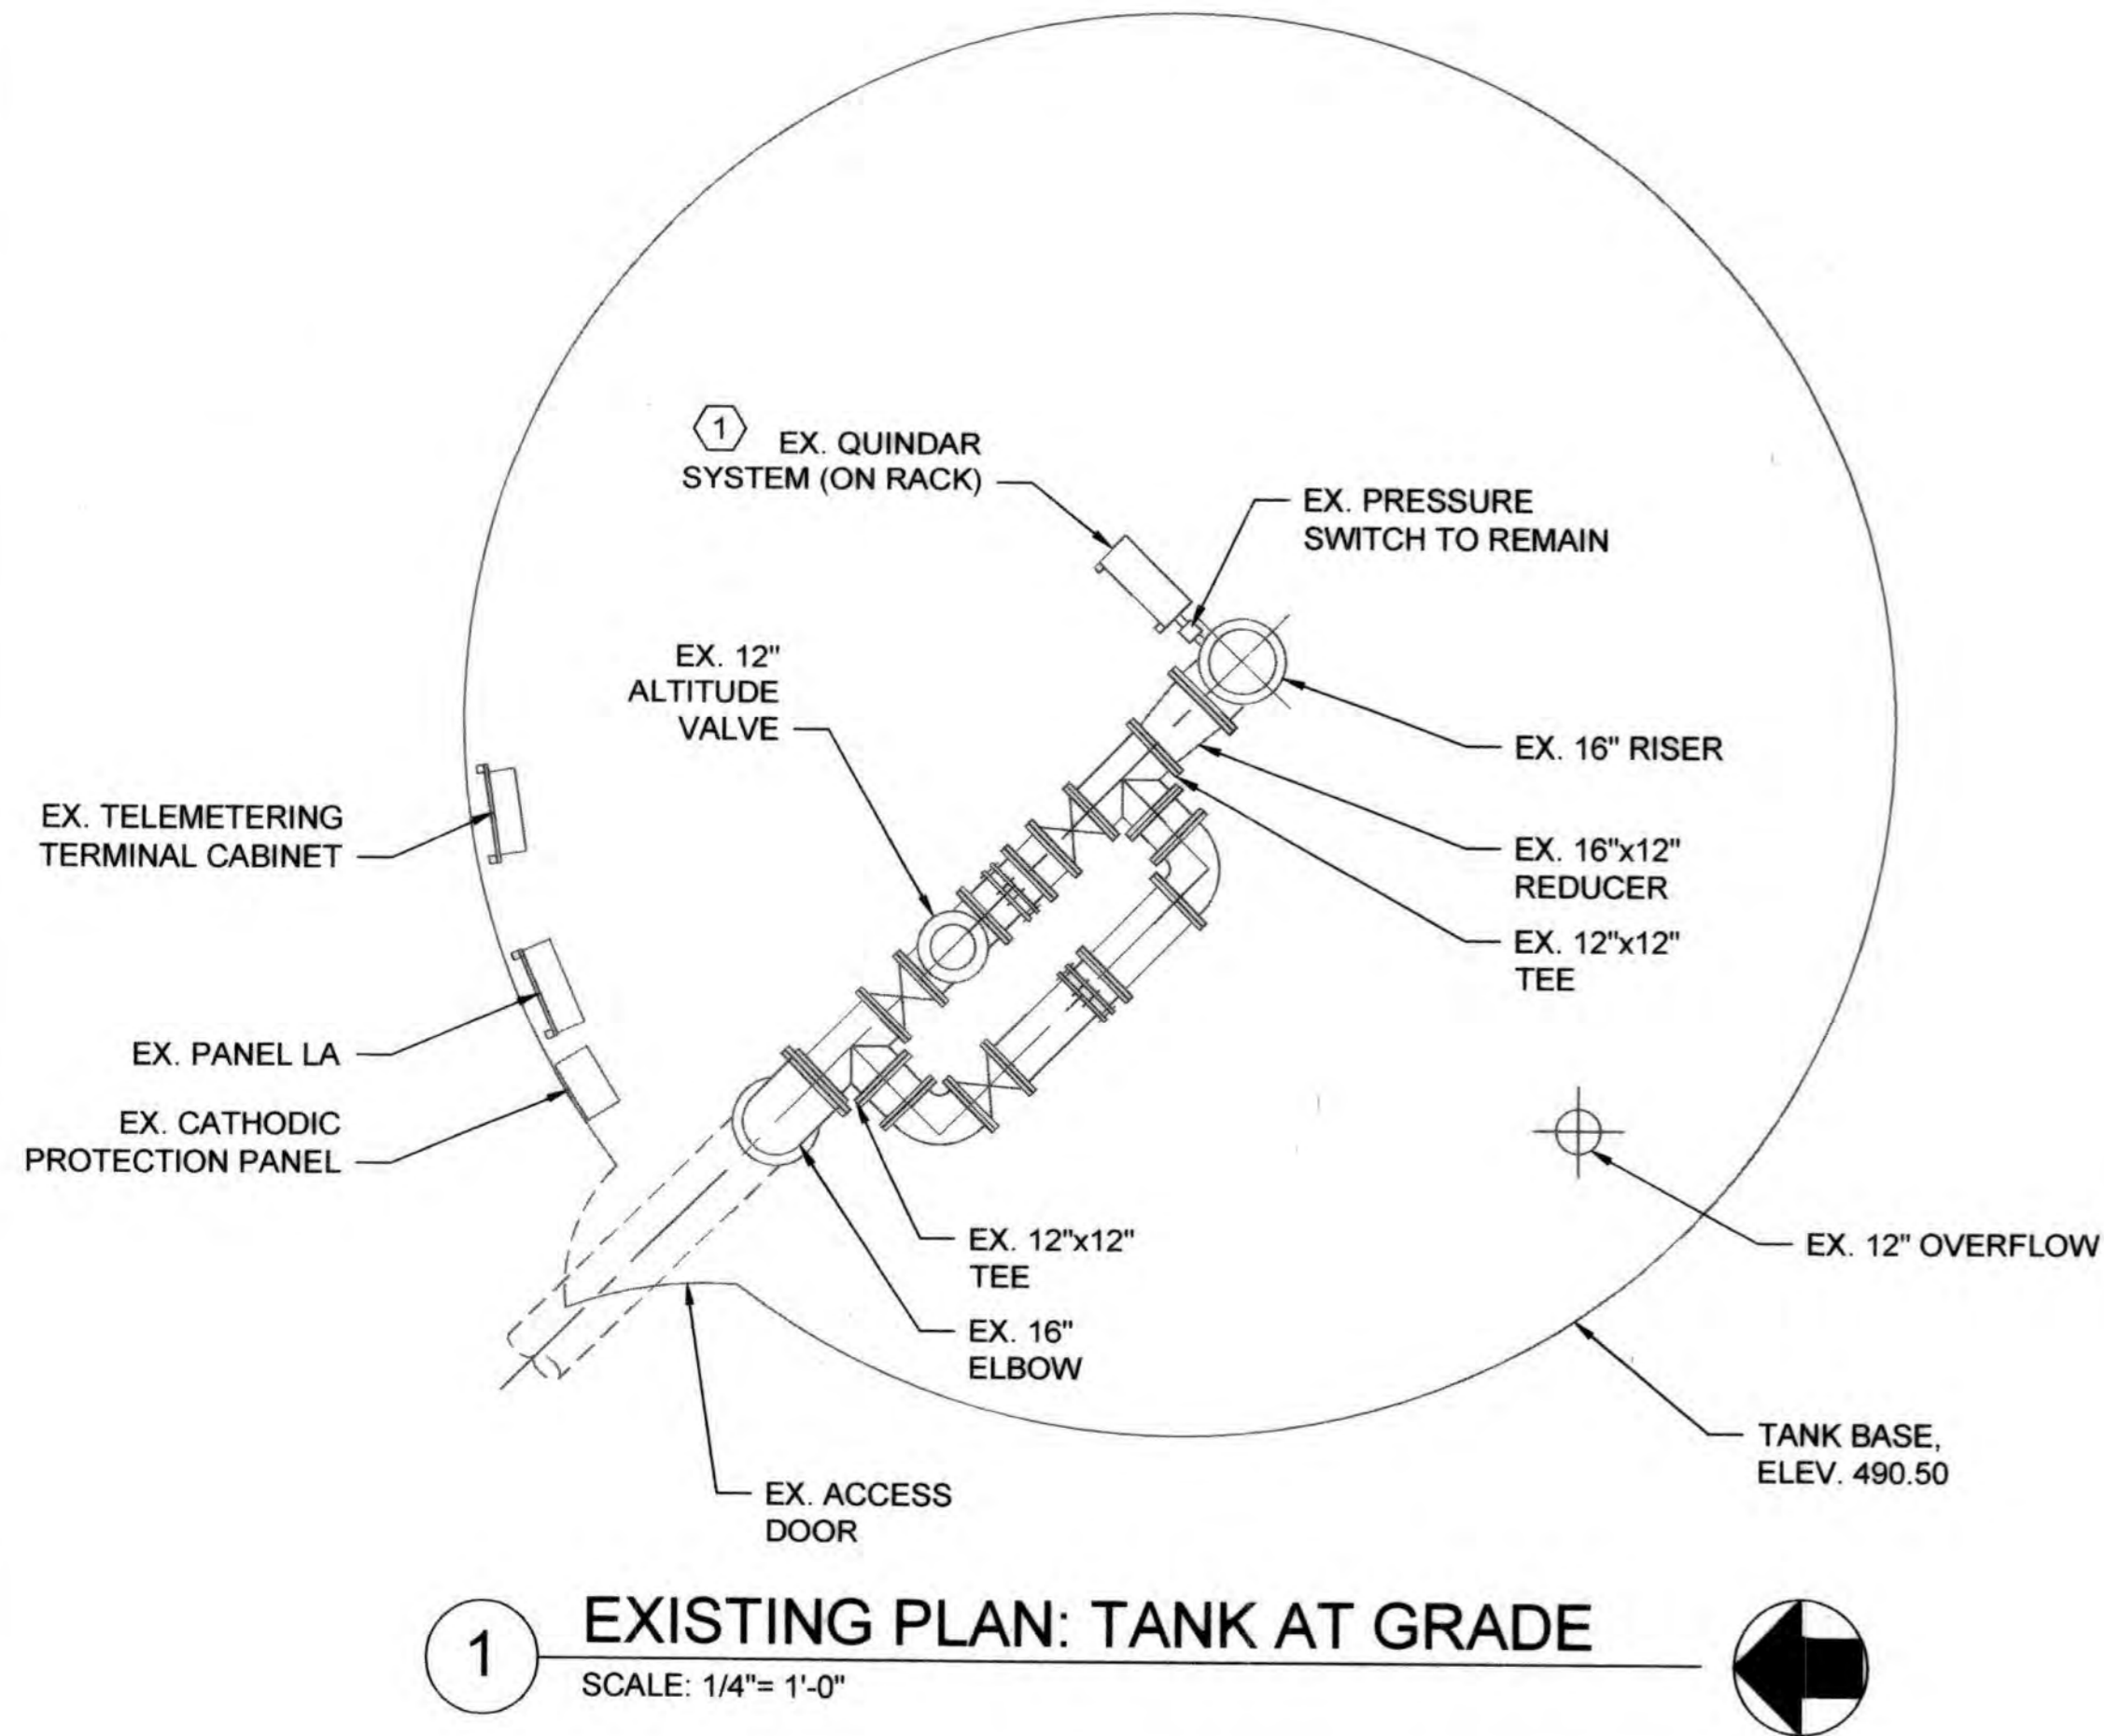 1
EX. QUINDAR
SYSTEM (ON RACK)
EX. PRESSURE
SWITCH TO REMAIN
EX. 12"
ALTITUDE
VALVE
EX. 16" RISER
EX. TELEMETERING
TERMINAL CABINET
EX. 16"x12"
REDUCER
EX. 12"x12"
TEE
EX. PANEL LA
EX. CATHODIC
PROTECTION PANEL
EX. 12"x12"
TEE
EX. 12" OVERFLOW
EX. 16"
ELBOW
TANK BASE,
ELEV. 490.50
EX. ACCESS
DOOR
1
EXISTING PLAN: TANK AT GRADE
SCALE: 1/4"= 1'-0"